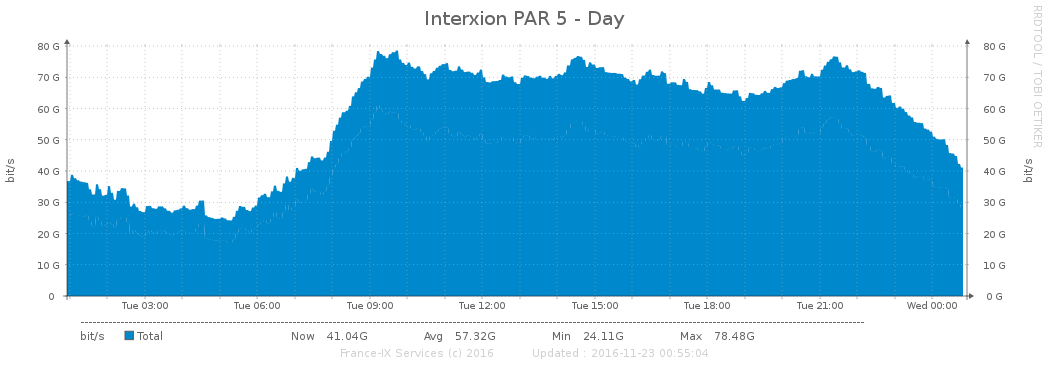 Interxion PAR 5 - Day
RRDTOOL / TOBI OETIKER
80 G 80 G
70 G 70 G
60 G 60 G
50 G 50 G
40 G 40 G
30 G 30 G
20 G 20 G
10 G 10 G
0 0 G
bit/s
bit/s
Tue 03:00 Tue 06:00 Tue 09:00 Tue 12:00 Tue 15:00 Tue 18:00 Tue 21:00 Wed 00:00
bit/s Total Now 41.04G Avg 57.32G Min 24.11G Max 78.48G
France-IX Services (c) 2016 Updated : 2016-11-23 00:55:04